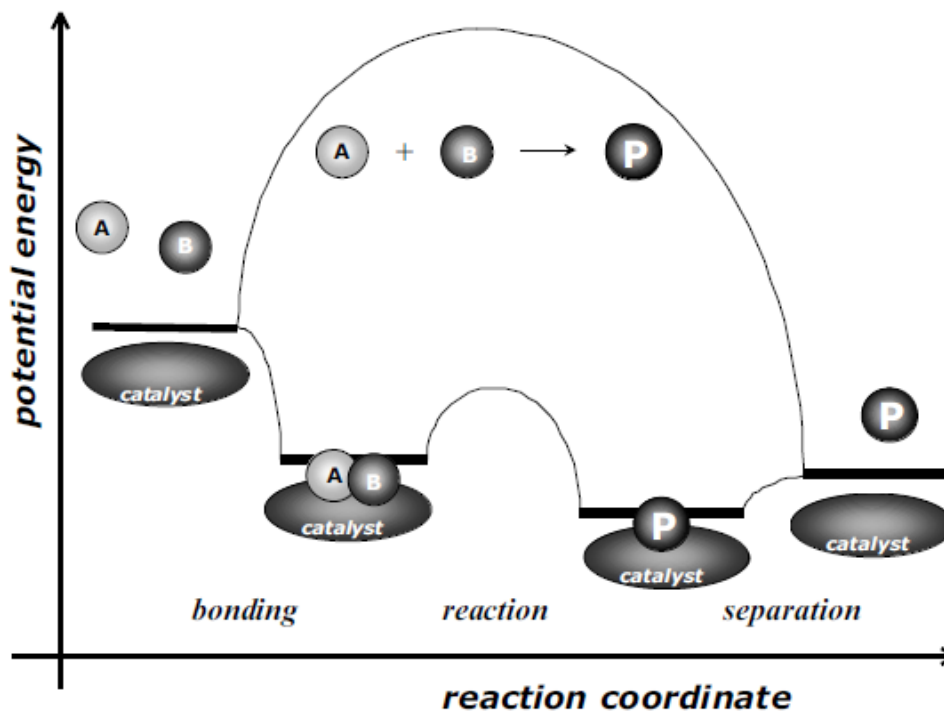 potential energy
A + B → P
A B
catalyst
A B
catalyst
P
catalyst
P
catalyst
bonding reaction separation
reaction coordinate